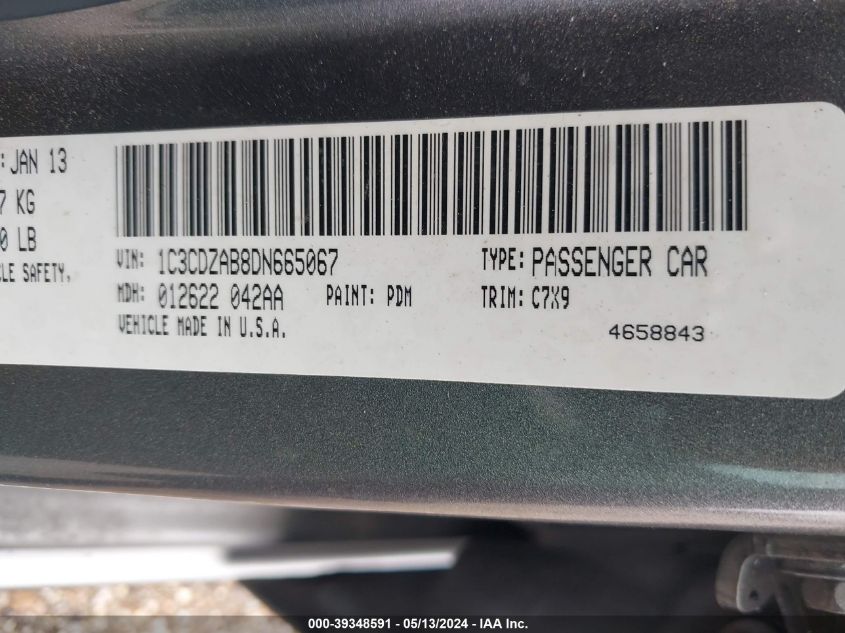 : JAN 13
7 KG
0 LB
CLE SAFETY,
VIN: 1C3CDZAB8DN665067
TYPE: PASSENGER CAR
MDH: 012622 042AA
PAINT: PDM
TRIM: C7X9
VEHICLE MADE IN U.S.A.
4658843
000-39348591 - 05/13/2024 - IAA Inc.